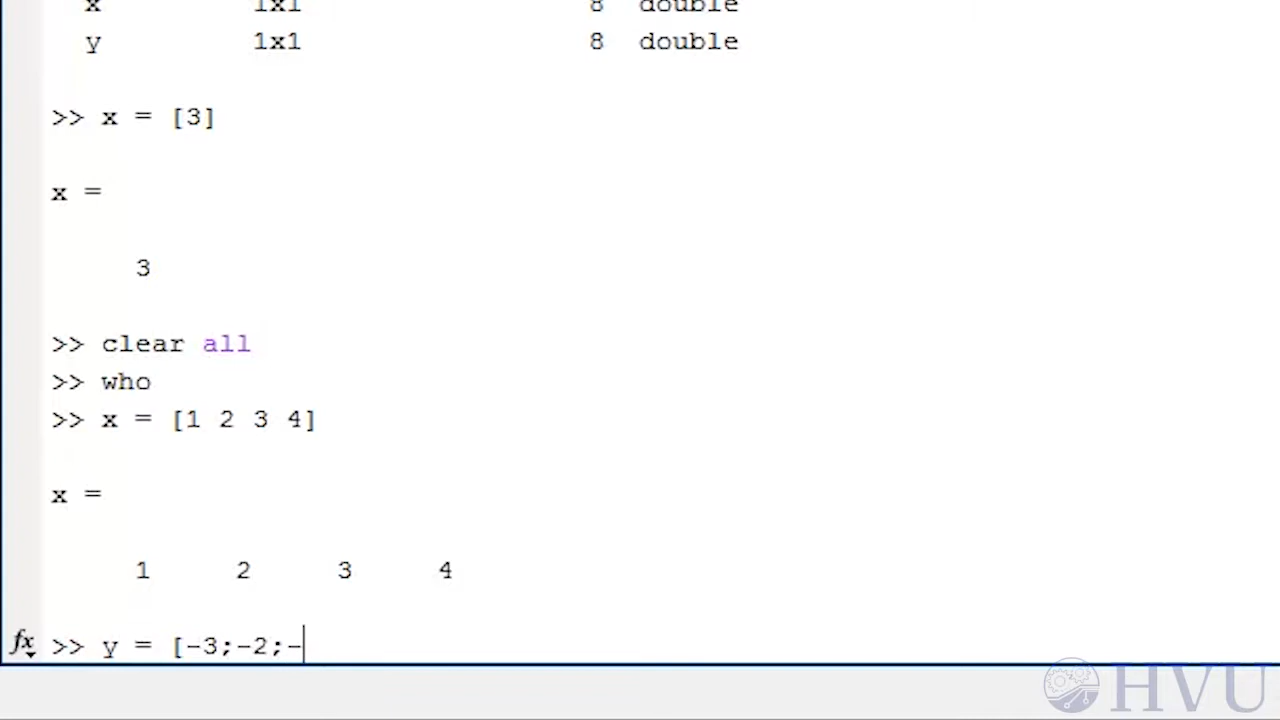 x 1x1 8 double
y 1x1 8 double
>> x = [3]
x =
3
>> clear all
>> who
>> x = [1 2 3 4]
x =
1 2 3 4
fx >> y = [-3;-2;-
HVU